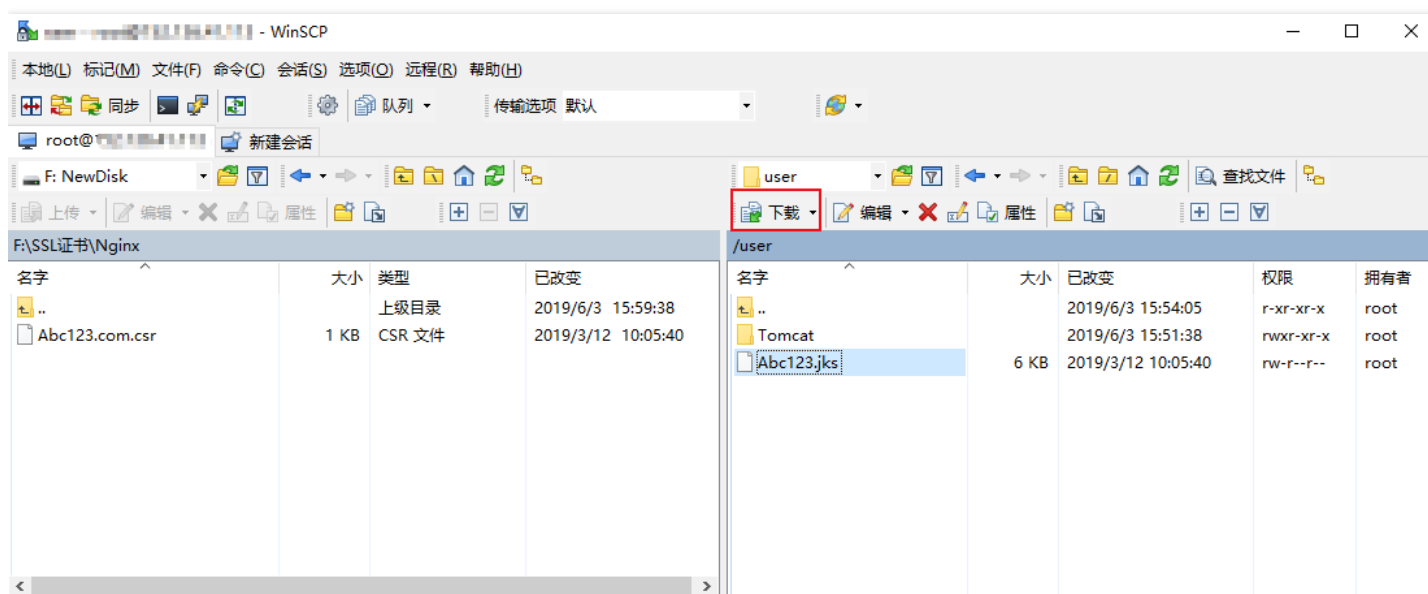 - WinSCP
本地(L) 标记(M) 文件(F) 命令(C) 会话(S) 选项(O) 远程(R) 帮助(H)
同步 队列 传输选项 默认
root@ 新建会话
F: NewDisk user 查找文件
上传 编辑 属性 下载 编辑 属性
F:\SSL证书\Nginx /user
名字 大小 类型 已改变 名字 大小 已改变 权限 拥有者
.. 上级目录 2019/6/3 15:59:38 .. 2019/6/3 15:54:05 r-xr-xr-x root
Abc123.com.csr 1 KB CSR 文件 2019/3/12 10:05:40 Tomcat 2019/6/3 15:51:38 rwxr-xr-x root
Abc123.jks 6 KB 2019/3/12 10:05:40 rw-r--r-- root